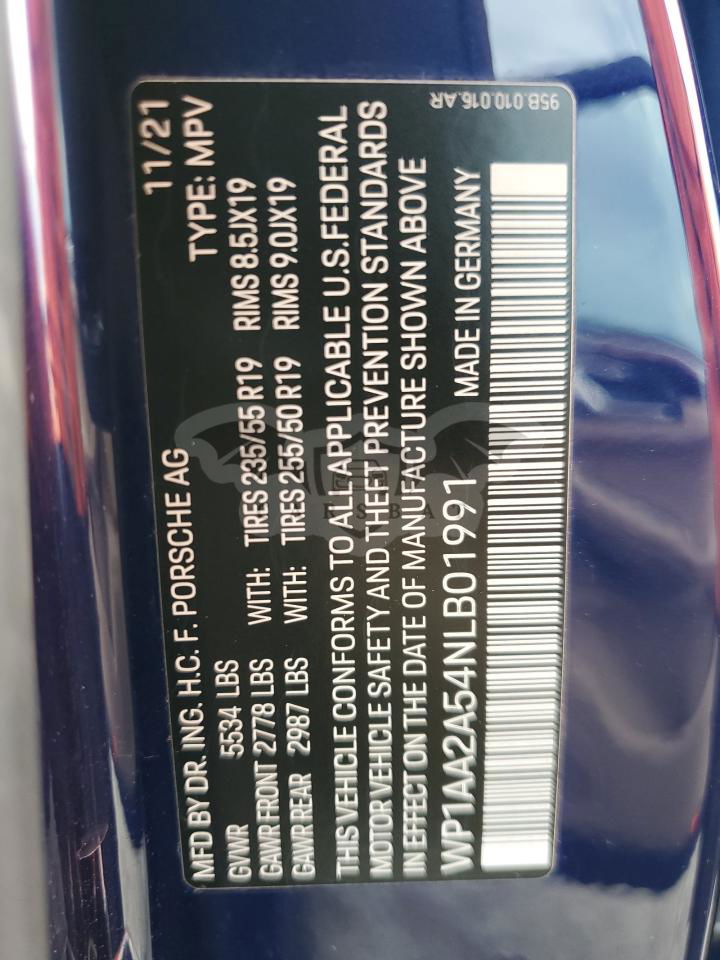 MFD BY DR. ING. H.C. F. PORSCHE AG 11/21
GVWR 5534 LBS TYPE: MPV
GAWR FRONT 2778 LBS WITH: TIRES 235/55 R19 RIMS 8.5JX19
GAWR REAR 2987 LBS WITH: TIRES 255/50 R19 RIMS 9.0JX19
THIS VEHICLE CONFORMS TO ALL APPLICABLE U.S.FEDERAL
MOTOR VEHICLE SAFETY AND THEFT PREVENTION STANDARDS
IN EFFECT ON THE DATE OF MANUFACTURE SHOWN ABOVE
WP1AA2A54NLB01991 MADE IN GERMANY
95B.010.016.AR